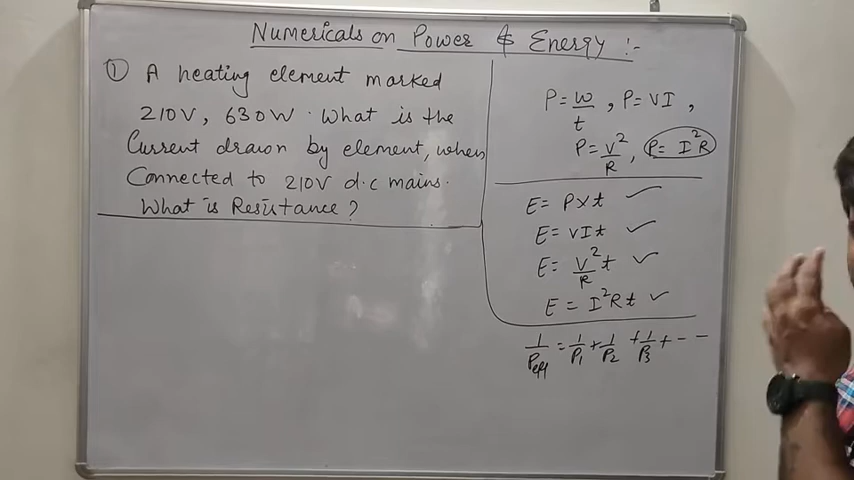 Numericals on Power & Energy :-
① A heating element marked
210V, 630W. What is the
Current drawn by element, when
Connected to 210V d.c mains.
What is Resistance?
P = W/t , P = VI ,
P = V²/R , P = I²R
E = P×t ✓
E = VIt ✓
E = V²/R t ✓
E = I²Rt ✓
1/Peff = 1/P1 + 1/P2 + 1/P3 + - -